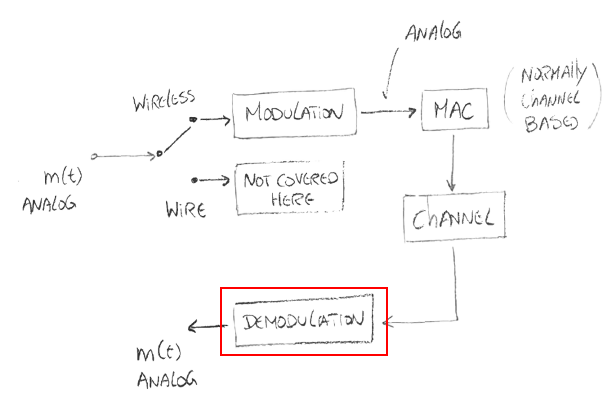 ANALOG
WIRELESS
MODULATION
MAC
(NORMALLY
CHANNEL
BASED)
m(t)
ANALOG
WIRE
NOT COVERED
HERE
CHANNEL
DEMODULATION
m(t)
ANALOG